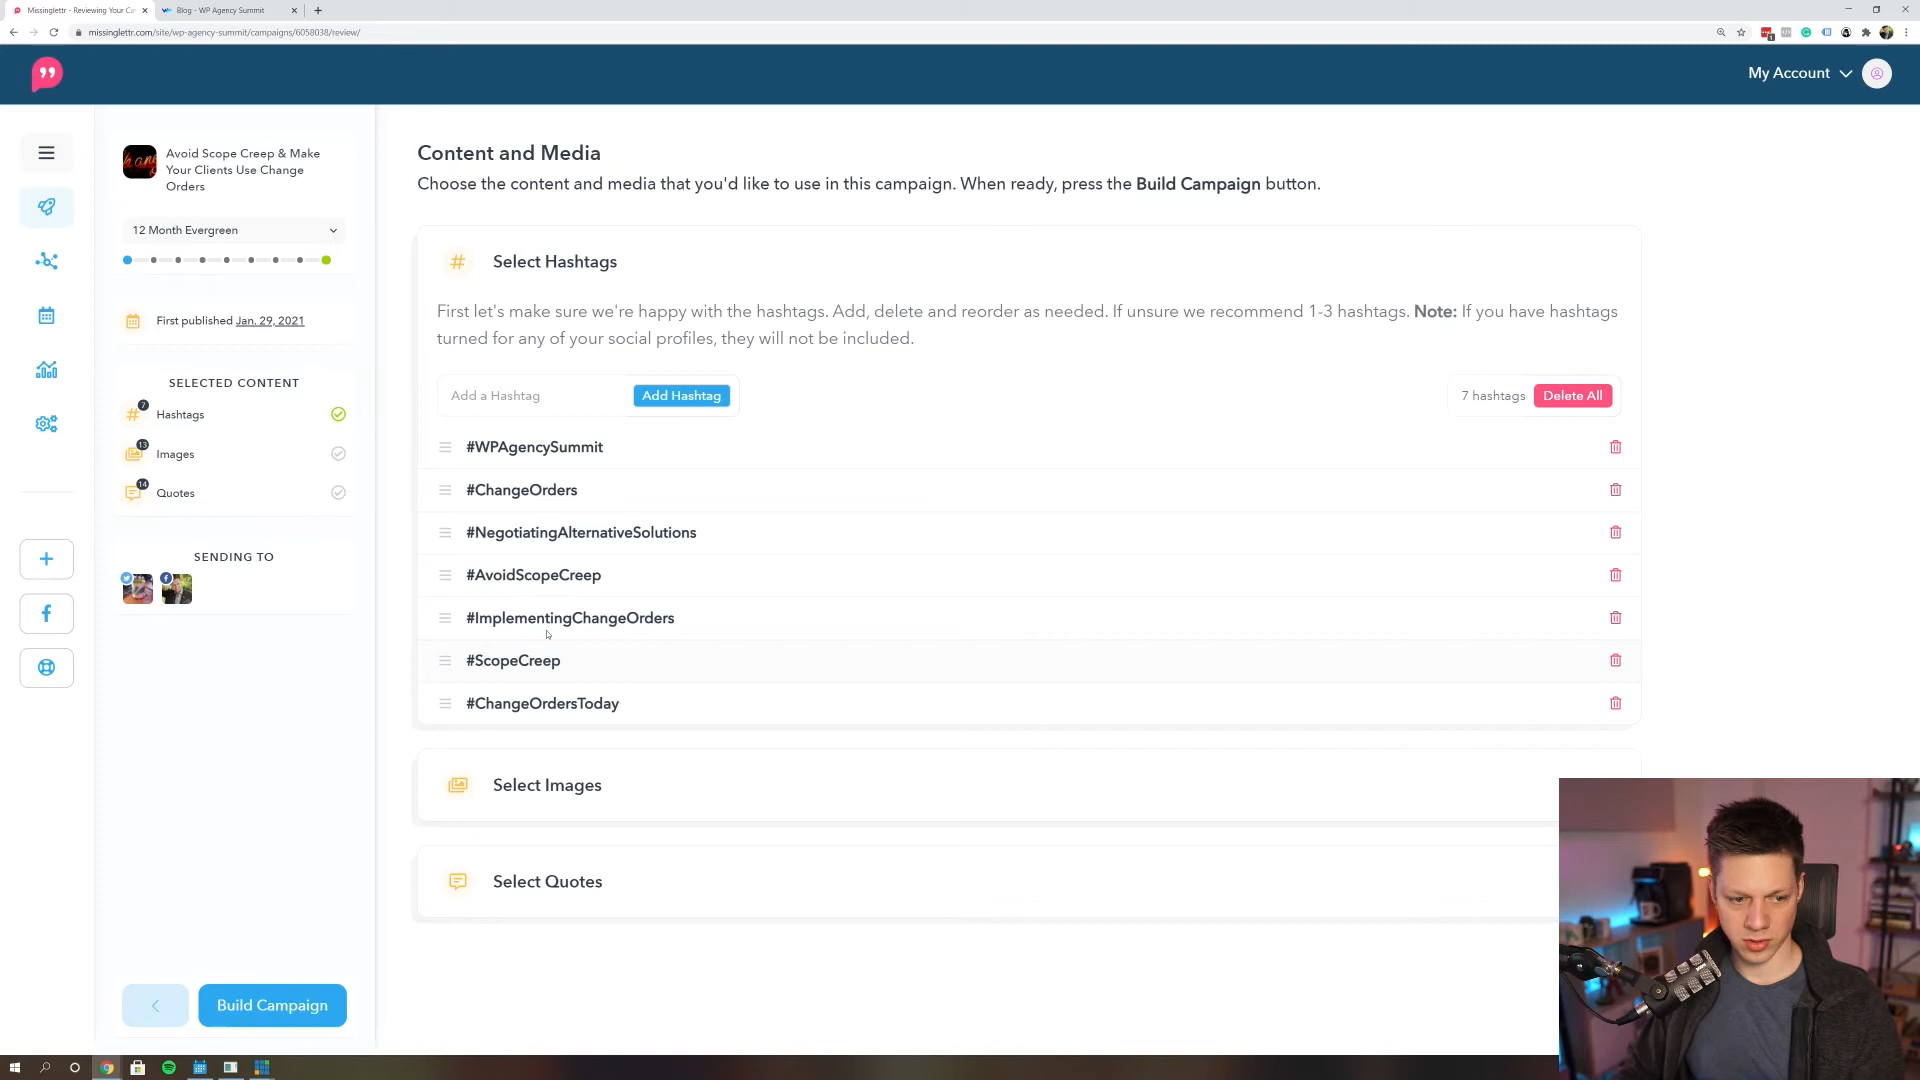 Missinglettr - Reviewing Your Ca
Blog - WP Agency Summit
missinglettr.com/site/wp-agency-summit/campaigns/6058038/review/
My Account
Avoid Scope Creep & Make
Your Clients Use Change
Orders
12 Month Evergreen
First published Jan. 29, 2021
SELECTED CONTENT
7
Hashtags
13
Images
14
Quotes
SENDING TO
Build Campaign
Content and Media
Choose the content and media that you'd like to use in this campaign. When ready, press the Build Campaign button.
# Select Hashtags
First let's make sure we're happy with the hashtags. Add, delete and reorder as needed. If unsure we recommend 1-3 hashtags. Note: If you have hashtags
turned for any of your social profiles, they will not be included.
Add a Hashtag Add Hashtag 7 hashtags Delete All
#WPAgencySummit
#ChangeOrders
#NegotiatingAlternativeSolutions
#AvoidScopeCreep
#ImplementingChangeOrders
#ScopeCreep
#ChangeOrdersToday
Select Images
Select Quotes